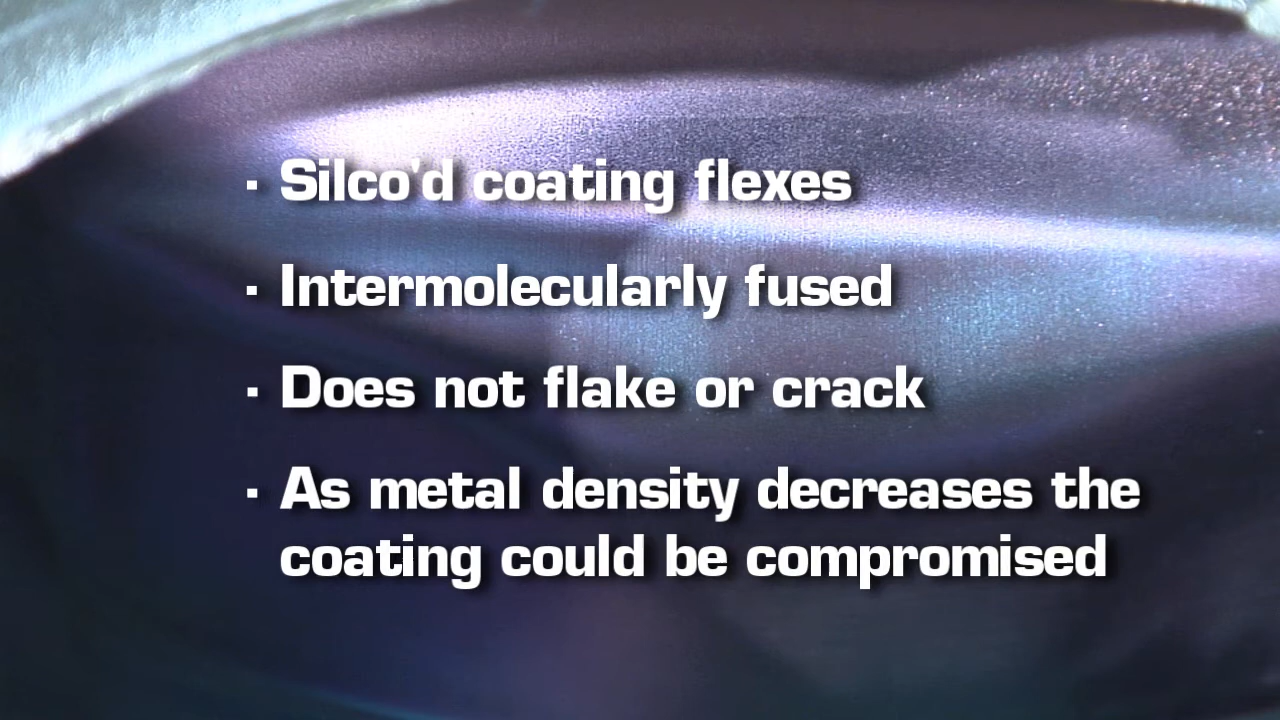 · Silco'd coating flexes
· Intermolecularly fused
· Does not flake or crack
· As metal density decreases the
coating could be compromised